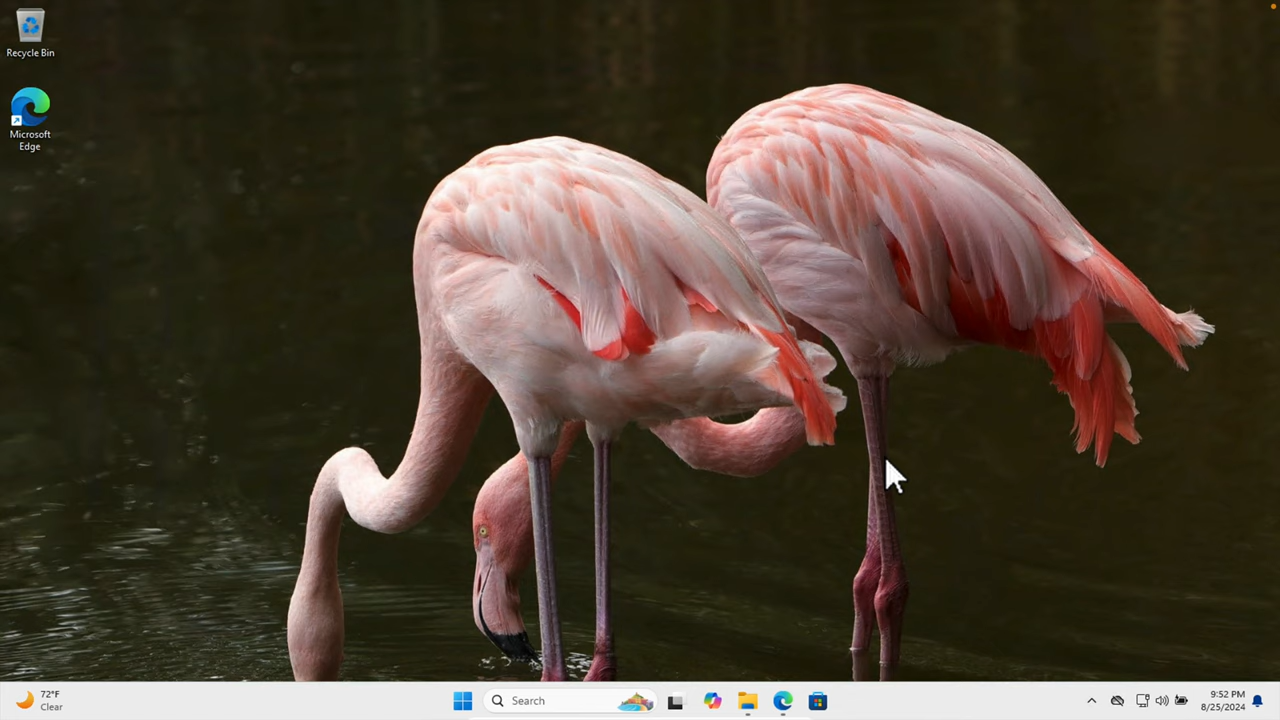 Recycle Bin
Microsoft
Edge
72°F
Clear
Search
9:52 PM
8/25/2024